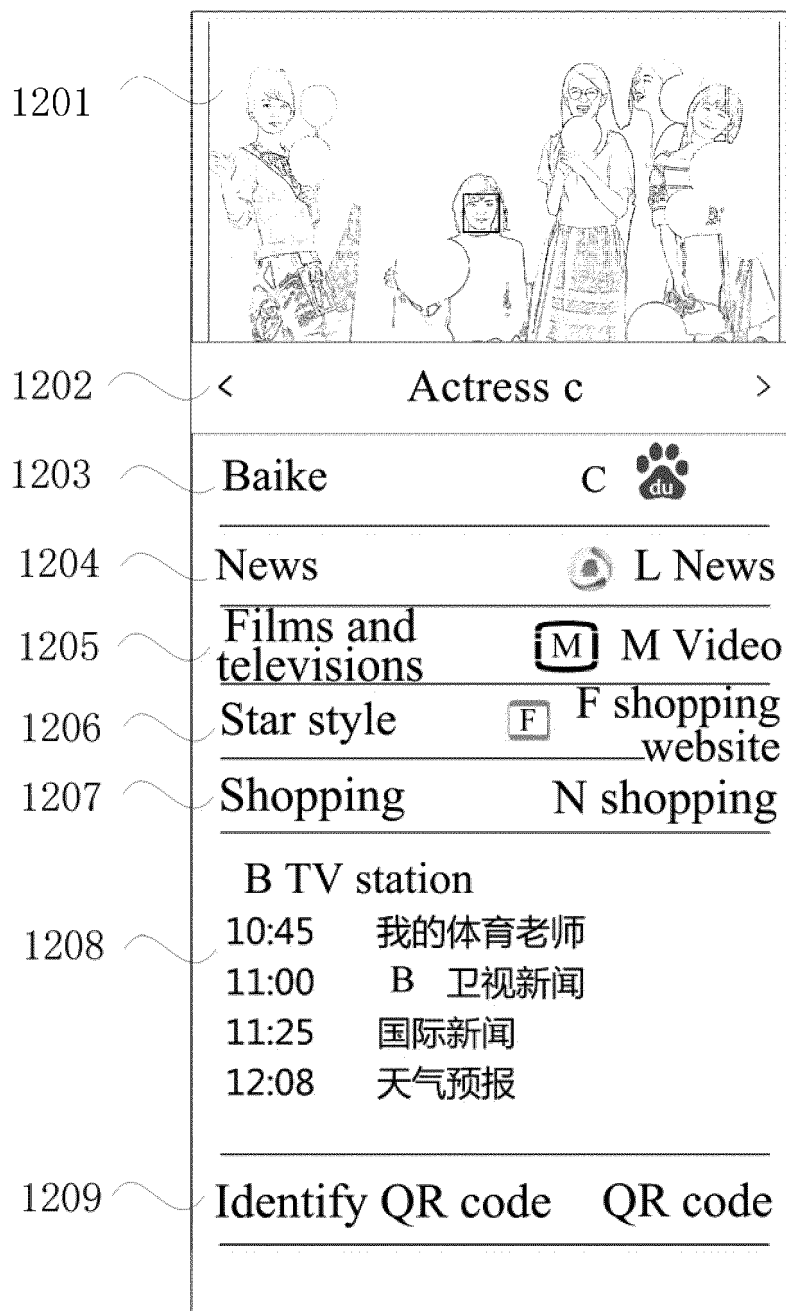 1201
1202 < Actress c >
1203 Baike C du
1204 News L News
1205 Films and
televisions M M Video
1206 Star style F F shopping
website
1207 Shopping N shopping
B TV station
1208 10:45 我的体育老师
11:00 B 卫视新闻
11:25 国际新闻
12:08 天气预报
1209 Identify QR code QR code